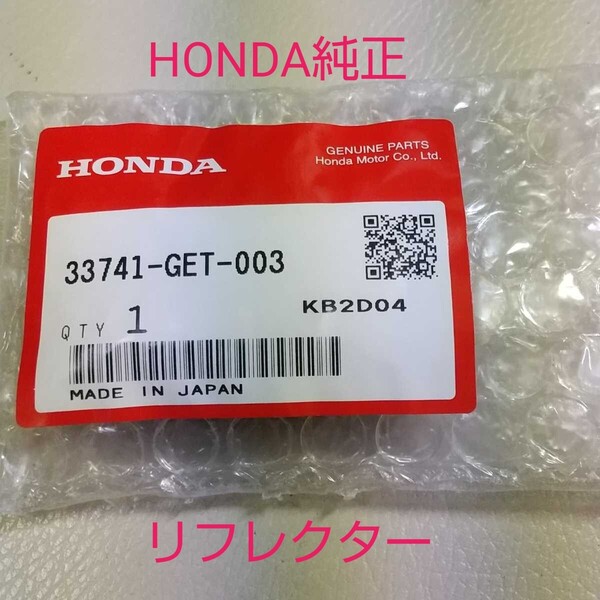 HONDA純正
HONDA
GENUINE PARTS
Honda Motor Co., Ltd.
33741-GET-003
KB2D04
QTY 1
MADE IN JAPAN
リフレクター